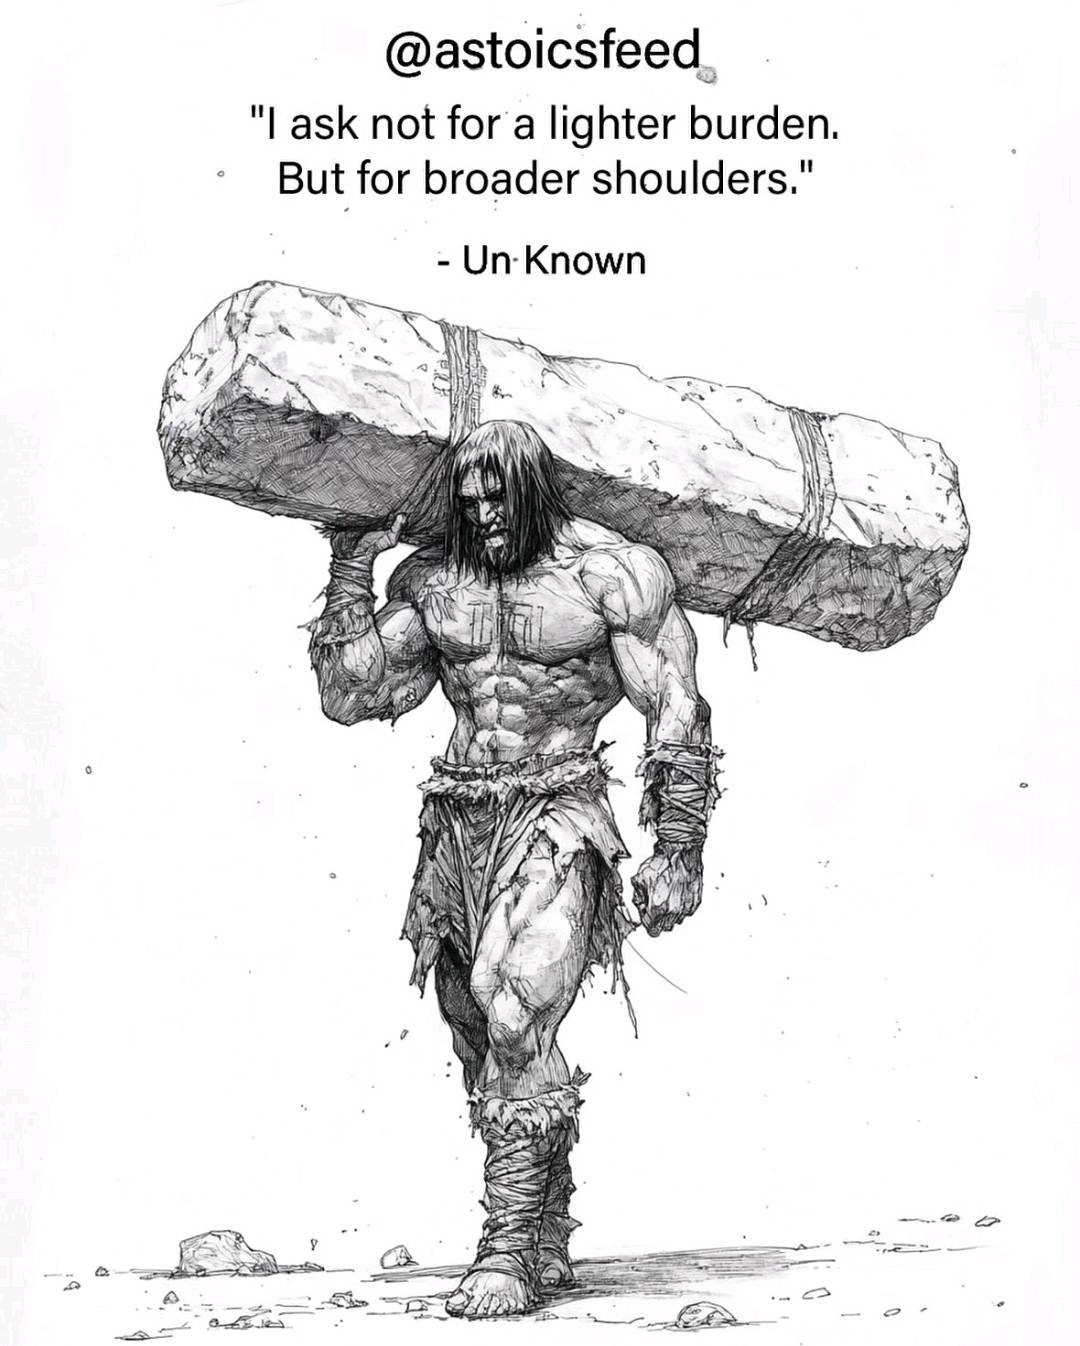 @astoicsfeed
"I ask not for a lighter burden.
But for broader shoulders."
- Un Known